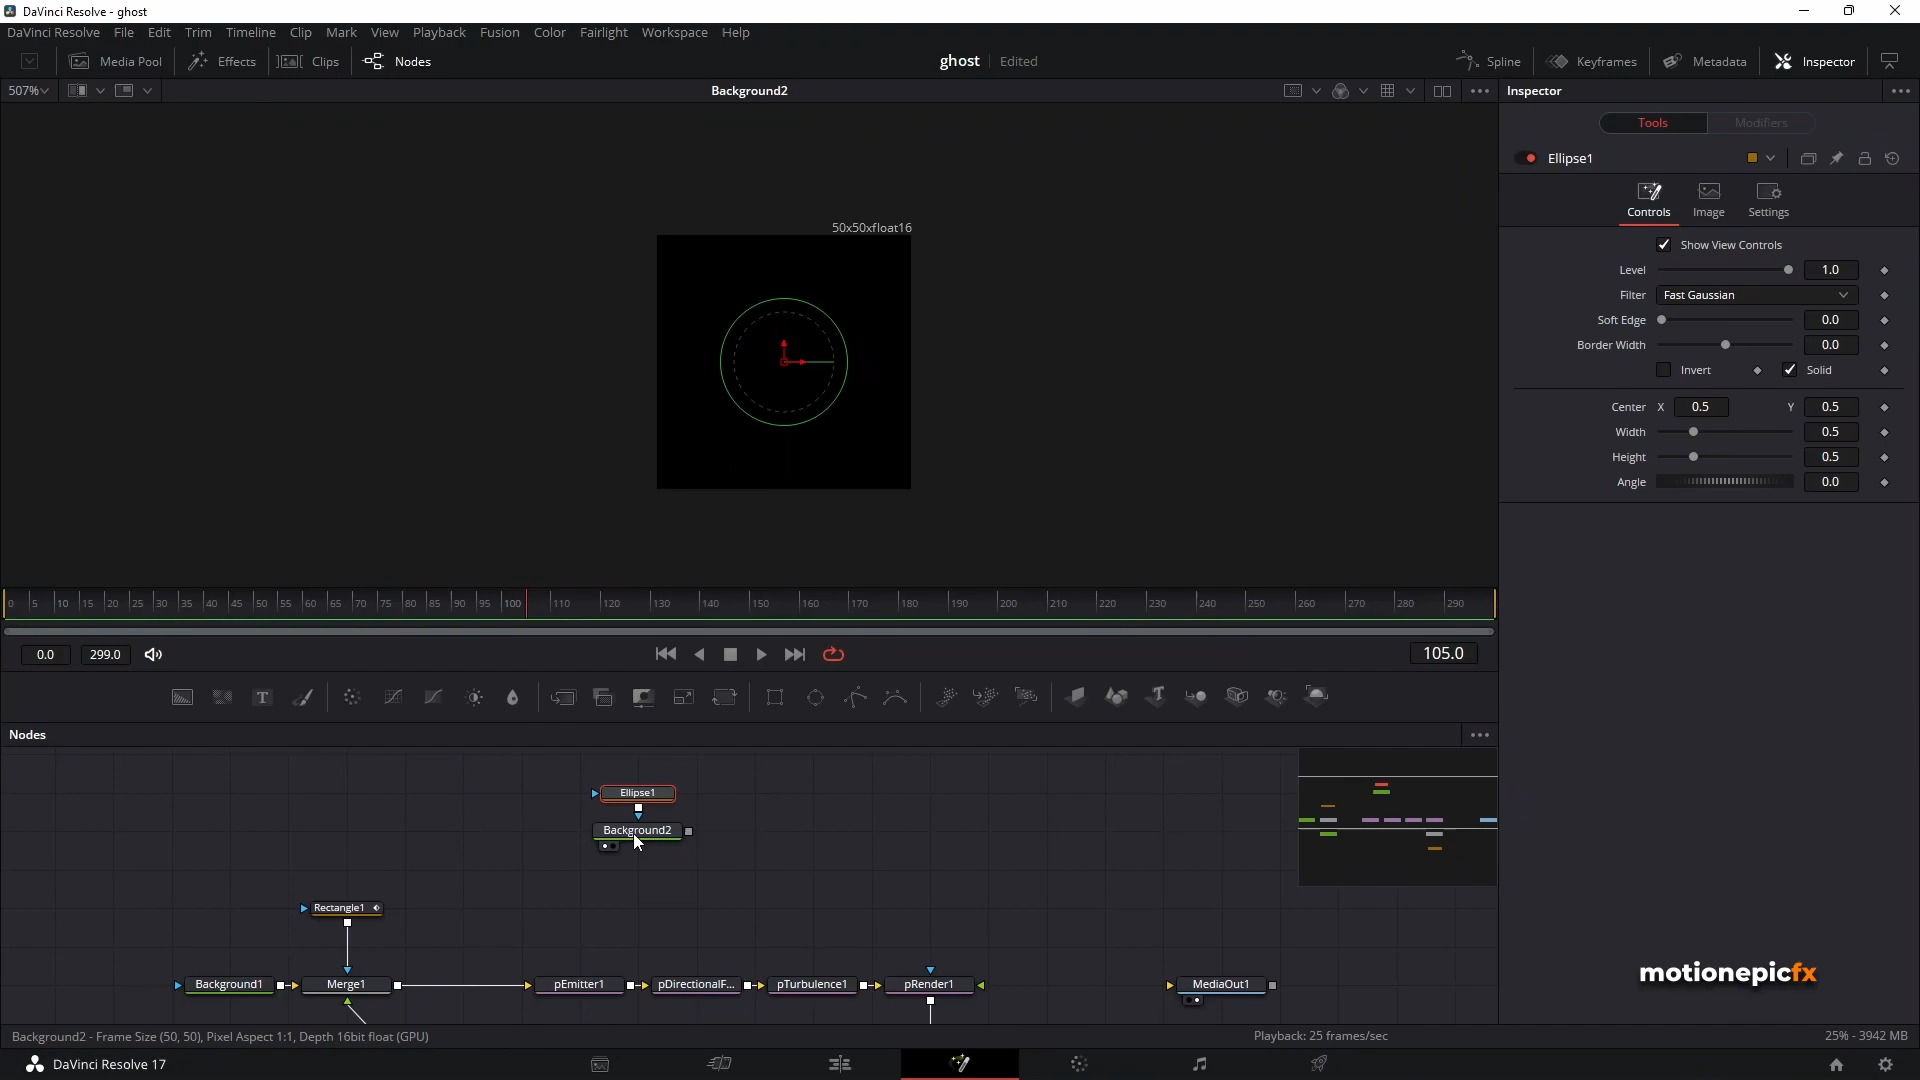 DaVinci Resolve - ghost
DaVinci Resolve File Edit Trim Timeline Clip Mark View Playback Fusion Color Fairlight Workspace Help
Media Pool Effects Clips Nodes ghost Edited Spline Keyframes Metadata Inspector
507% Background2 Inspector
Tools Modifiers
Ellipse1
Controls Image Settings
50x50xfloat16
Show View Controls
Level 1.0
Filter Fast Gaussian
Soft Edge 0.0
Border Width 0.0
Invert Solid
Center X 0.5 Y 0.5
Width 0.5
Height 0.5
Angle 0.0
0 5 10 15 20 25 30 35 40 45 50 55 60 65 70 75 80 85 90 95 100 110 120 130 140 150 160 170 180 190 200 210 220 230 240 250 260 270 280 290
0.0 299.0 105.0
Nodes
Ellipse1
Background2
Rectangle1
Background1 Merge1 pEmitter1 pDirectionalF... pTurbulence1 pRender1 MediaOut1
motionepicfx
Background2 - Frame Size (50, 50), Pixel Aspect 1:1, Depth 16bit float (GPU) Playback: 25 frames/sec 25% - 3942 MB
DaVinci Resolve 17